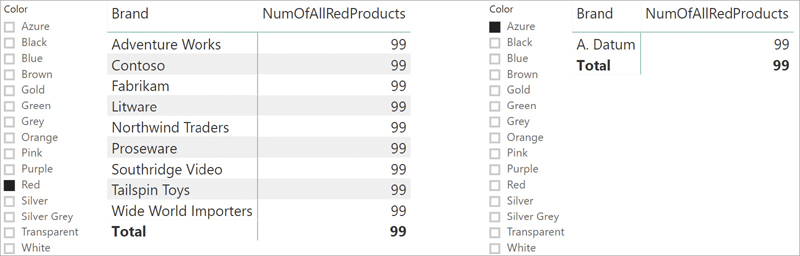 Color
Azure
Black
Blue
Brown
Gold
Green
Grey
Orange
Pink
Purple
Red
Silver
Silver Grey
Transparent
White
Brand NumOfAllRedProducts
Adventure Works 99
Contoso 99
Fabrikam 99
Litware 99
Northwind Traders 99
Proseware 99
Southridge Video 99
Tailspin Toys 99
Wide World Importers 99
Total 99
Color
Azure
Black
Blue
Brown
Gold
Green
Grey
Orange
Pink
Purple
Red
Silver
Silver Grey
Transparent
White
Brand NumOfAllRedProducts
A. Datum 99
Total 99